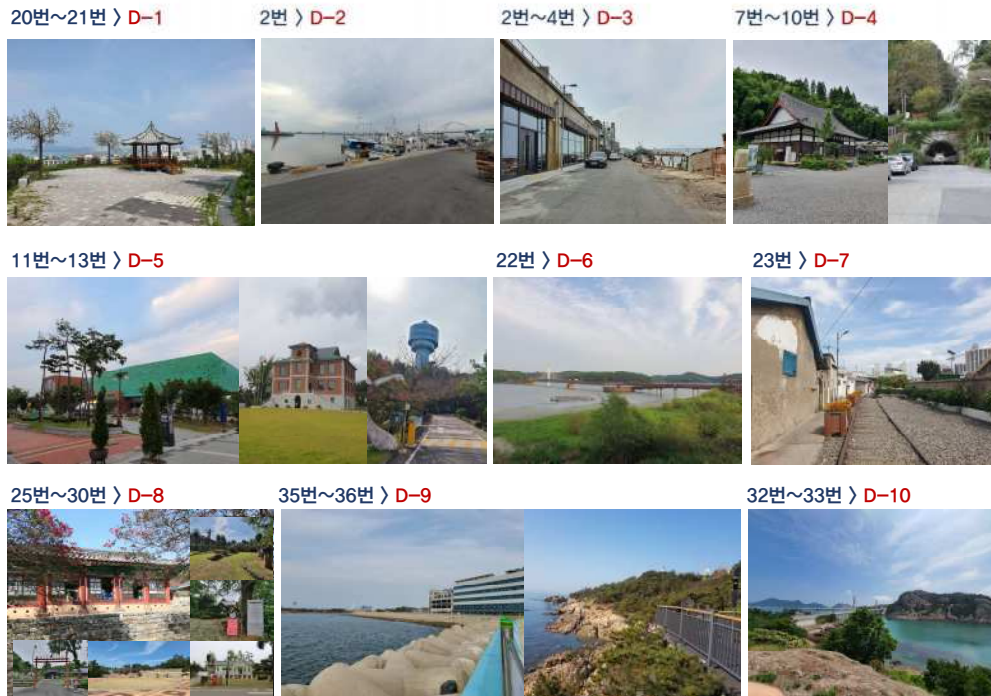 20번~21번 > D-1
2번 > D-2
2번~4번 > D-3
7번~10번 > D-4
11번~13번 > D-5
22번 > D-6
23번 > D-7
25번~30번 > D-8
35번~36번 > D-9
32번~33번 > D-10